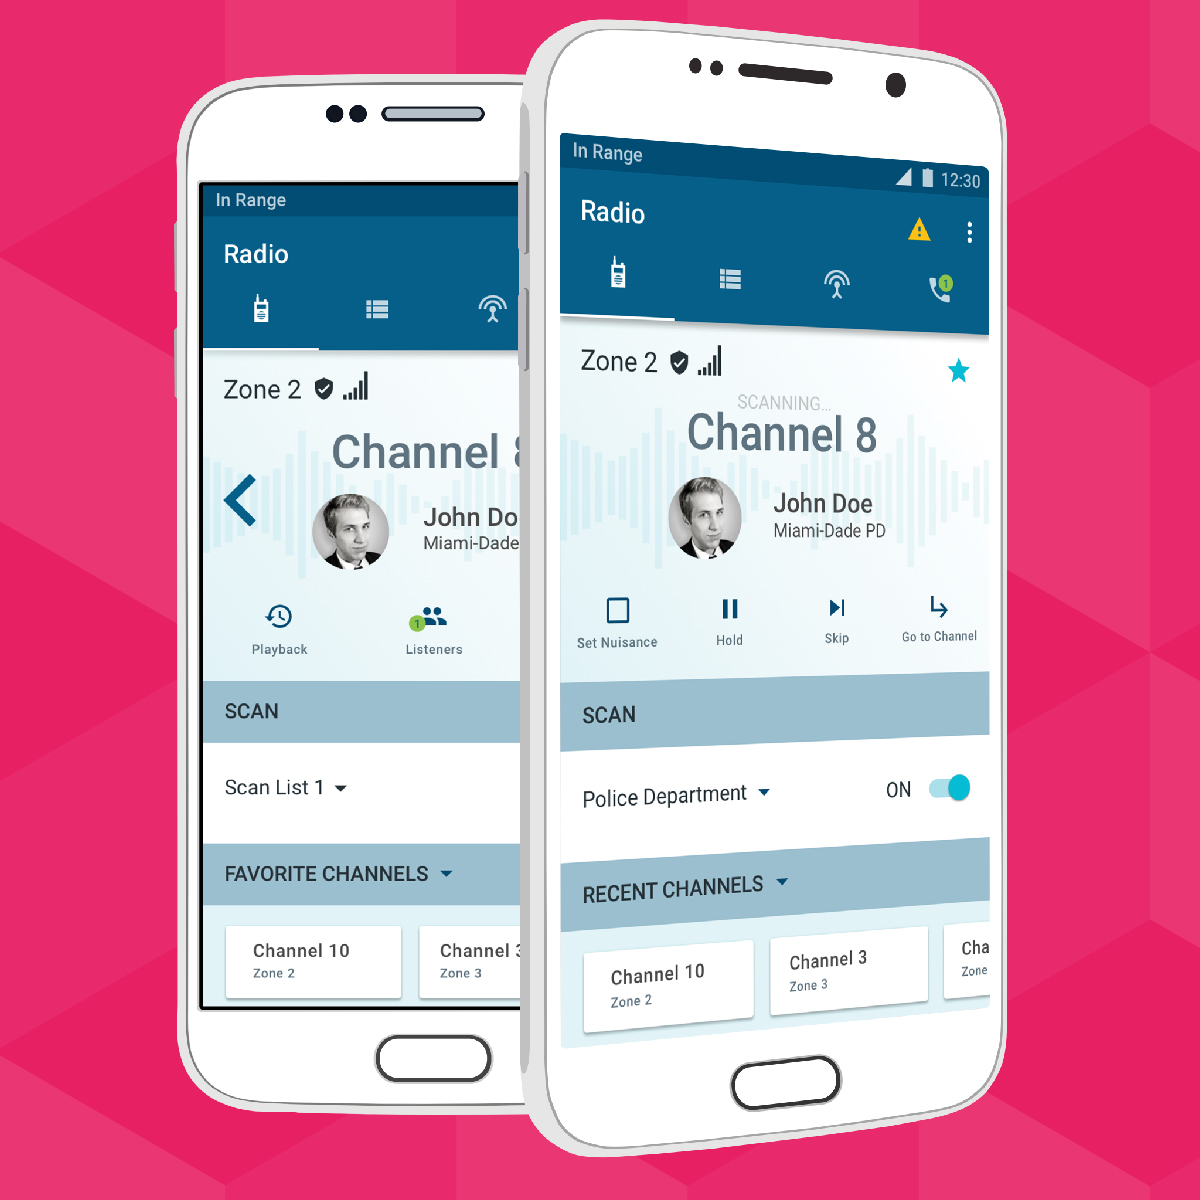 In Range
Radio
Zone 2
Channel 8
John Do
Miami-Dade
Playback
1
Listeners
SCAN
Scan List 1
FAVORITE CHANNELS
Channel 10
Zone 2
Channel 3
Zone 3
In Range
12:30
Radio
1
Zone 2
SCANNING...
Channel 8
John Doe
Miami-Dade PD
Set Nuisance
Hold
Skip
Go to Channel
SCAN
Police Department
ON
RECENT CHANNELS
Channel 10
Zone 2
Channel 3
Zone 3
Cha
Zone